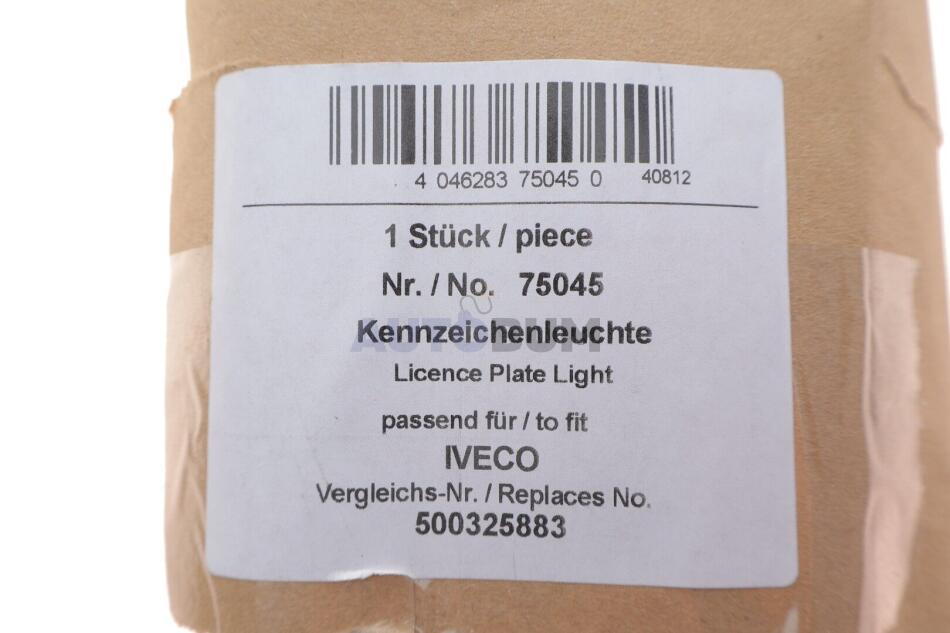 4 046283 75045 0 40812
1 Stück / piece
Nr. / No. 75045
AUTODUM
Kennzeichenleuchte
Licence Plate Light
passend für / to fit
IVECO
Vergleichs-Nr. / Replaces No.
500325883